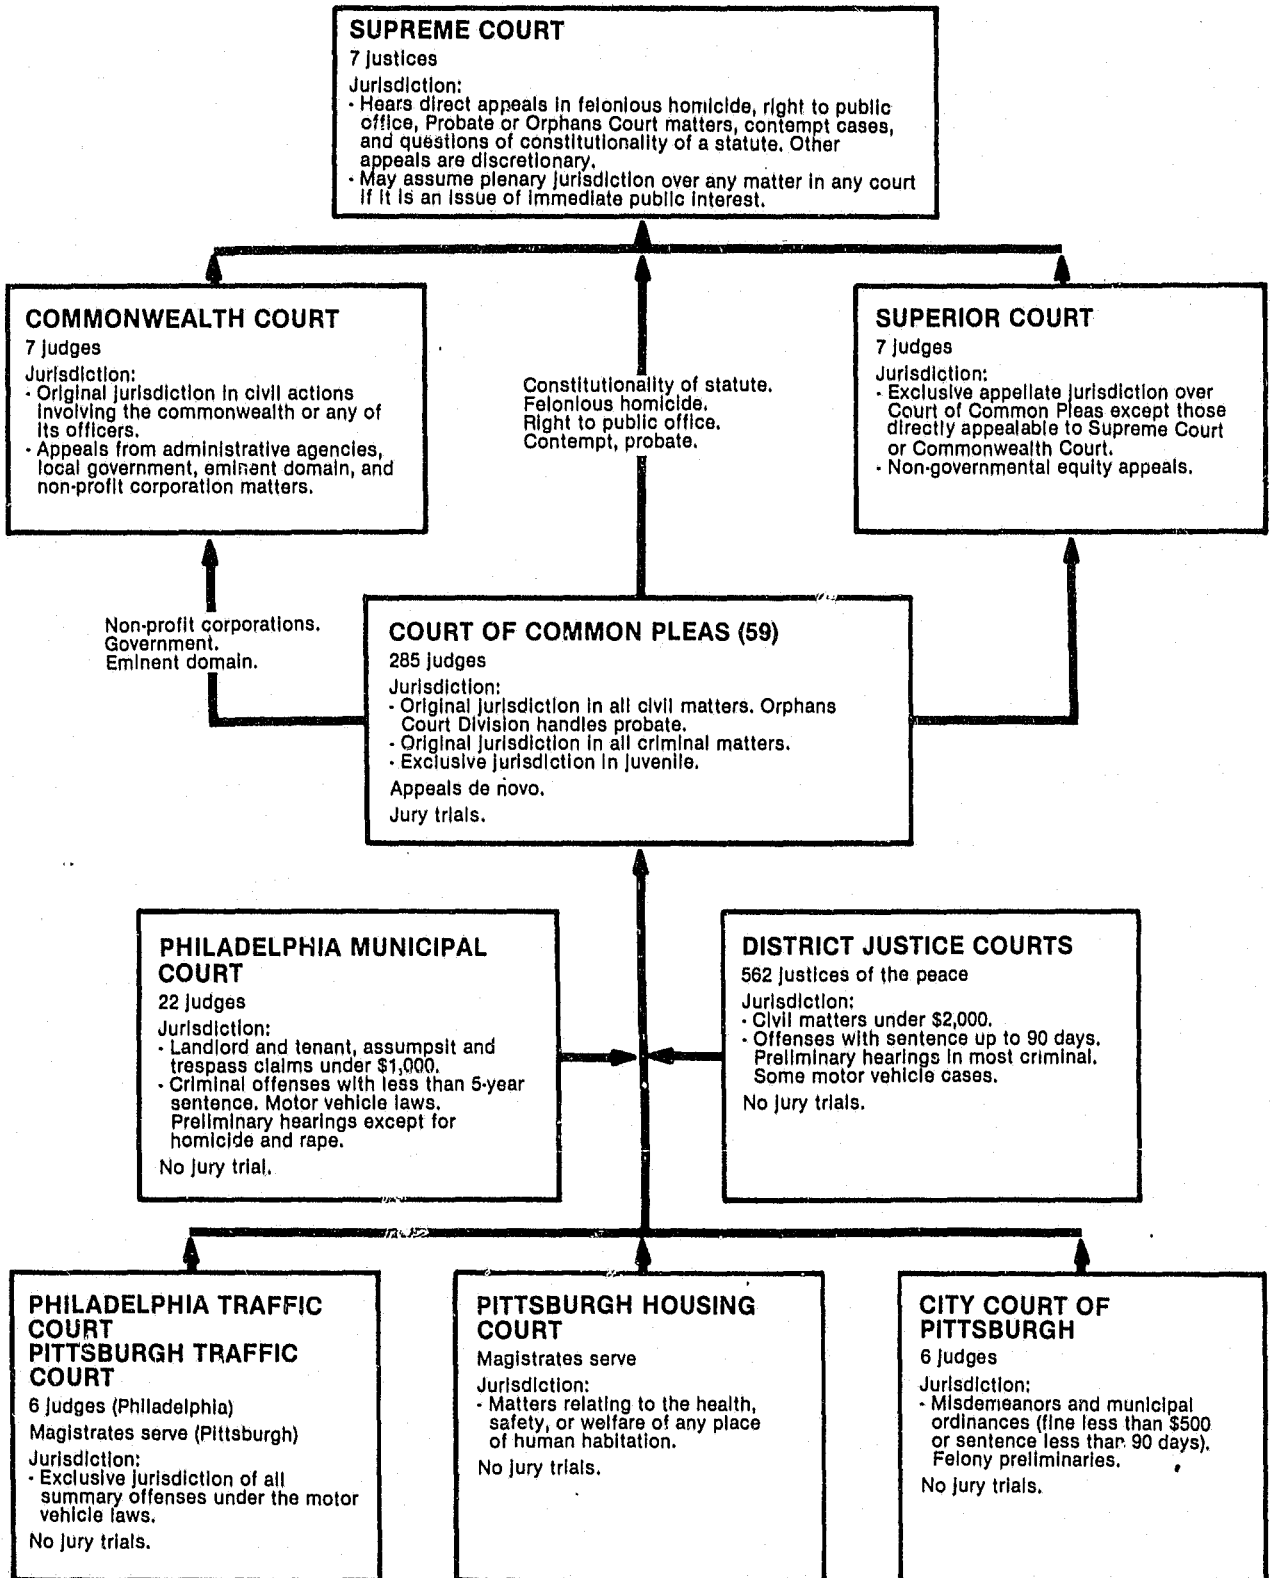 SUPREME COURT
7 justices
Jurisdiction:
· Hears direct appeals in felonious homicide, right to public
office, Probate or Orphans Court matters, contempt cases,
and questions of constitutionality of a statute. Other
appeals are discretionary.
· May assume plenary jurisdiction over any matter in any court
if it is an issue of immediate public interest.
COMMONWEALTH COURT
7 judges
Jurisdiction:
· Original jurisdiction in civil actions
involving the commonwealth or any of
its officers.
· Appeals from administrative agencies,
local government, eminent domain, and
non-profit corporation matters.
Constitutionality of statute.
Felonious homicide.
Right to public office.
Contempt, probate.
SUPERIOR COURT
7 judges
Jurisdiction:
· Exclusive appellate jurisdiction over
Court of Common Pleas except those
directly appealable to Supreme Court
or Commonwealth Court.
· Non-governmental equity appeals.
Non-profit corporations.
Government.
Eminent domain.
COURT OF COMMON PLEAS (59)
285 judges
Jurisdiction:
· Original jurisdiction in all civil matters. Orphans
Court Division handles probate.
· Original jurisdiction in all criminal matters.
· Exclusive jurisdiction in juvenile.
Appeals de novo.
Jury trials.
PHILADELPHIA MUNICIPAL
COURT
22 judges
Jurisdiction:
· Landlord and tenant, assumpsit and
trespass claims under $1,000.
· Criminal offenses with less than 5-year
sentence. Motor vehicle laws.
Preliminary hearings except for
homicide and rape.
No jury trial.
DISTRICT JUSTICE COURTS
562 justices of the peace
Jurisdiction:
· Civil matters under $2,000.
· Offenses with sentence up to 90 days.
Preliminary hearings in most criminal.
Some motor vehicle cases.
No jury trials.
PHILADELPHIA TRAFFIC
COURT
PITTSBURGH TRAFFIC
COURT
6 judges (Philadelphia)
Magistrates serve (Pittsburgh)
Jurisdiction:
· Exclusive jurisdiction of all
summary offenses under the motor
vehicle laws.
No jury trials.
PITTSBURGH HOUSING
COURT
Magistrates serve
Jurisdiction:
· Matters relating to the health,
safety, or welfare of any place
of human habitation.
No jury trials.
CITY COURT OF
PITTSBURGH
6 judges
Jurisdiction:
· Misdemeanors and municipal
ordinances (fine less than $500
or sentence less than 90 days).
Felony preliminaries.
No jury trials.